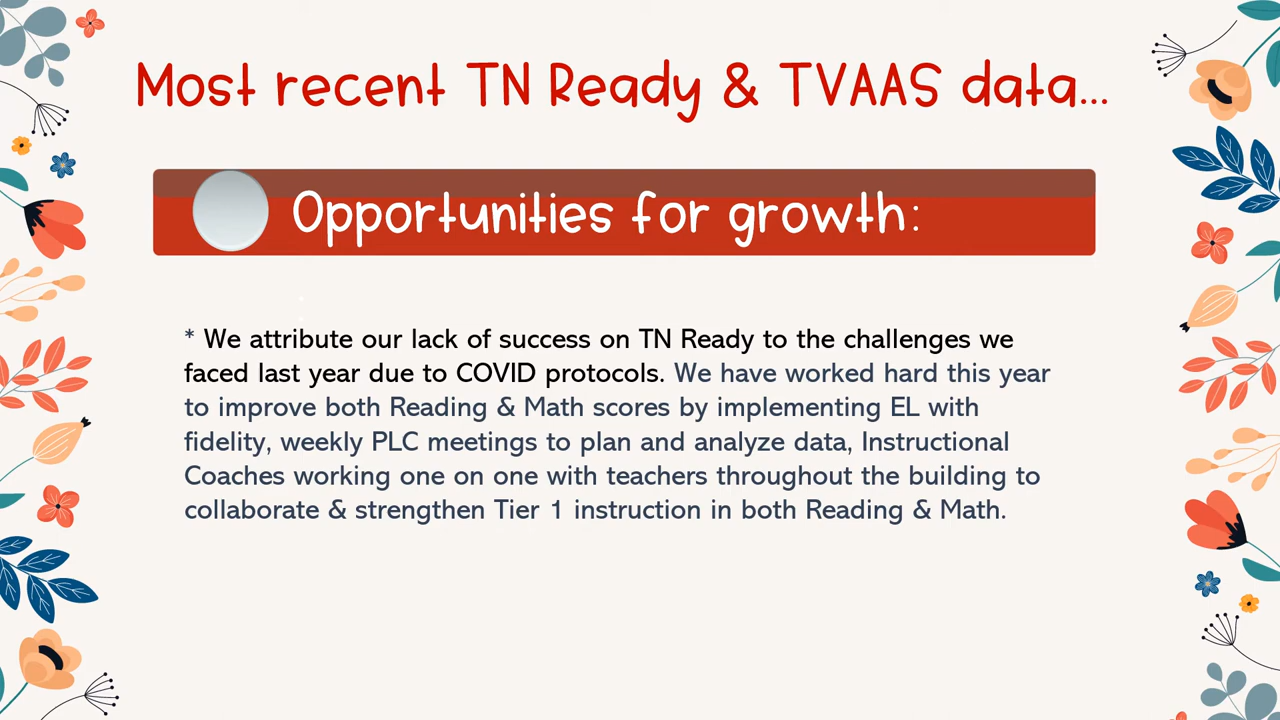 Most recent TN Ready & TVAAS data...
Opportunities for growth:
* We attribute our lack of success on TN Ready to the challenges we
faced last year due to COVID protocols. We have worked hard this year
to improve both Reading & Math scores by implementing EL with
fidelity, weekly PLC meetings to plan and analyze data, Instructional
Coaches working one on one with teachers throughout the building to
collaborate & strengthen Tier 1 instruction in both Reading & Math.